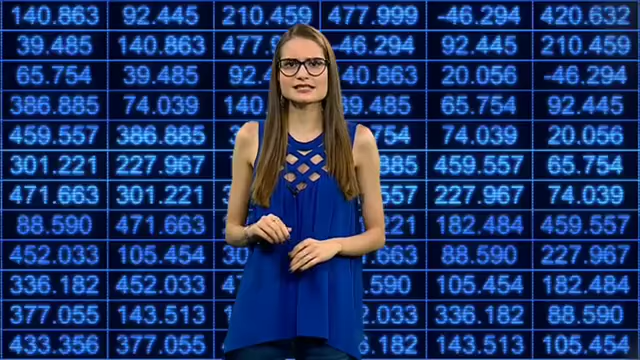 140.863 92.445 210.459 477.999 -46.294 420.632
39.485 140.863 -46.294 92.445 210.459
65.754 39.485 -46.294
386.885 74.039 39.485 65.754 92.445
459.557 386.885 74.039 20.056
301.221 227.967 459.557 65.754
471.663 301.221 227.967 74.039
88.590 471.663 182.484 459.557
452.033 105.454 88.590 227.967
336.182 452.033 105.454 182.484
377.055 143.513 336.182 88.590
433.356 377.055 143.513 105.454